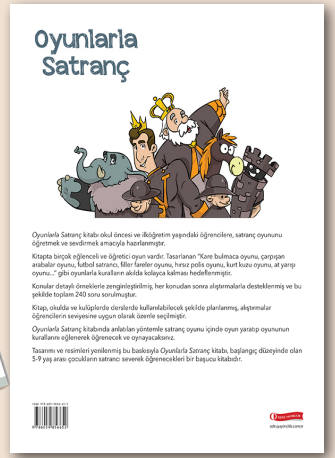 Oyunlarla
Satranç
Oyunlarla Satranç kitabı okul öncesi ve ilköğretim yaşındaki öğrencilere, satranç oyununu
öğretmek ve sevdirmek amacıyla hazırlanmıştır.
Kitapta birçok eğlenceli ve öğretici oyun vardır. Tasarlanan "Kare bulmaca oyunu, çarpışan
arabalar oyunu, futbol satrancı, filler fareler oyunu, hırsız polis oyunu, kurt kuzu oyunu, at yarışı
oyunu..." gibi oyunlarla kuralların akılda kolayca kalması hedeflenmiştir.
Konular detaylı örneklerle zenginleştirilmiş, her konudan sonra alıştırmalarla desteklenmiş ve bu
şekilde toplam 240 soru sorulmuştur.
Kitap, okulda ve kulüplerde derslerde kullanılabilecek şekilde planlanmış, alıştırmalar
öğrencilerin seviyesine uygun olarak özenle seçilmiştir.
Oyunlarla Satranç kitabında anlatılan yöntemle satranç oyunu içinde oyun yaratıp oyununun
kurallarını eğlenerek öğrenecek ve oynayacaksınız.
Tasarımı ve resimleri yenilenmiş bu baskısıyla Oyunlarla Satranç kitabı, başlangıç düzeyinde olan
5-9 yaş arası çocukların satrancı severek öğrenecekleri bir başucu kitabıdır.